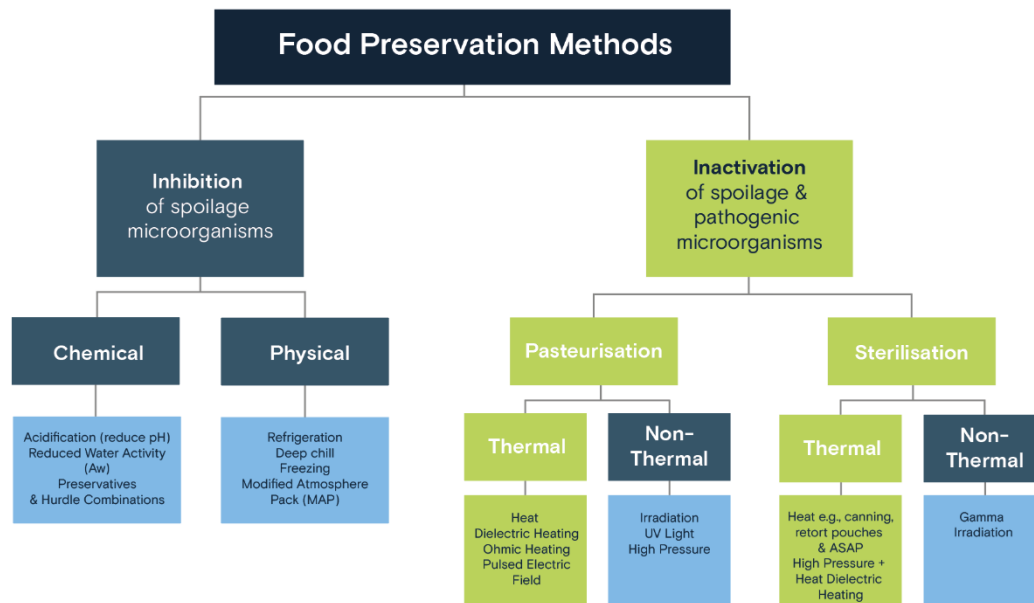 Food Preservation Methods
Inhibition
of spoilage
microorganisms
Inactivation
of spoilage &
pathogenic
microorganisms
Chemical
Physical
Pasteurisation
Sterilisation
Acidification (reduce pH)
Reduced Water Activity
(Aw)
Preservatives
& Hurdle Combinations
Refrigeration
Deep chill
Freezing
Modified Atmosphere
Pack (MAP)
Thermal
Non-
Thermal
Thermal
Non-
Thermal
Heat
Dielectric Heating
Ohmic Heating
Pulsed Electric
Field
Irradiation
UV Light
High Pressure
Heat e.g., canning,
retort pouches
& ASAP
High Pressure +
Heat Dielectric
Heating
Gamma
Irradiation